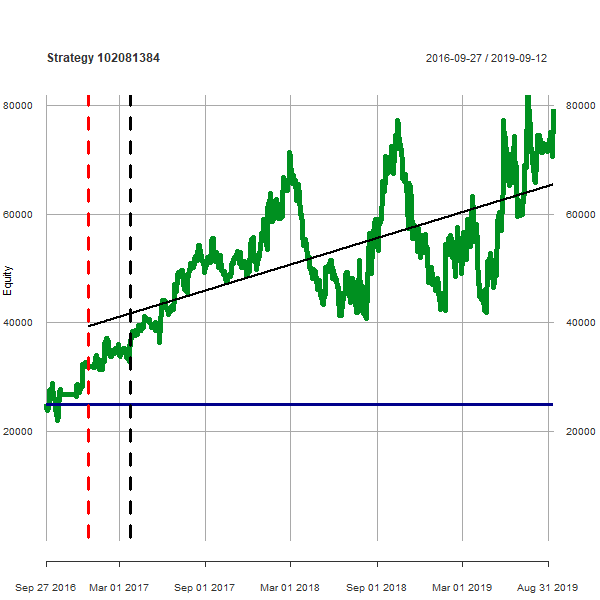 Strategy 102081384 2016-09-27 / 2019-09-12
80000 80000
60000 60000
Equity
40000 40000
20000 20000
Sep 27 2016 Mar 01 2017 Sep 01 2017 Mar 01 2018 Sep 01 2018 Mar 01 2019 Aug 31 2019